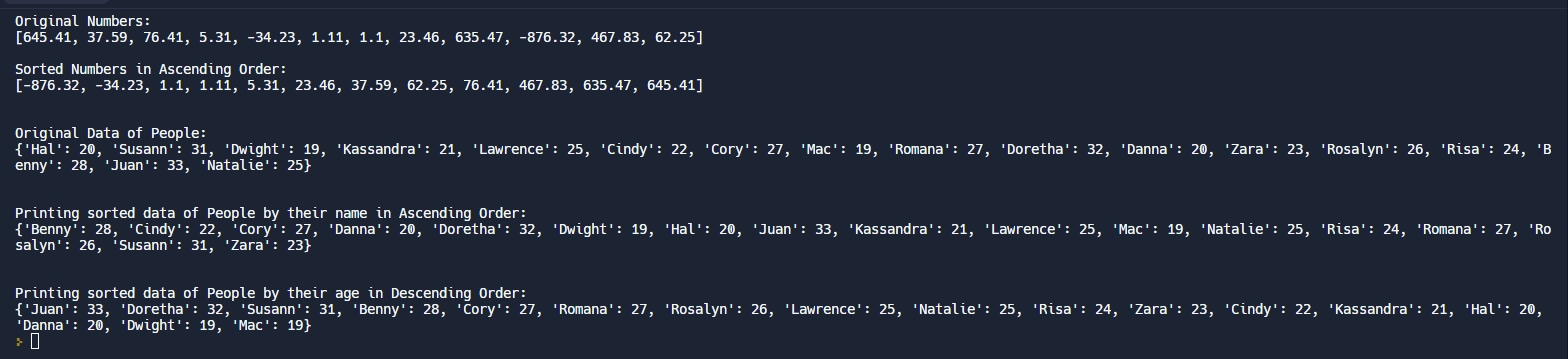 Original Numbers:
[645.41, 37.59, 76.41, 5.31, -34.23, 1.11, 1.1, 23.46, 635.47, -876.32, 467.83, 62.25]
Sorted Numbers in Ascending Order:
[-876.32, -34.23, 1.1, 1.11, 5.31, 23.46, 37.59, 62.25, 76.41, 467.83, 635.47, 645.41]
Original Data of People:
{'Hal': 20, 'Susann': 31, 'Dwight': 19, 'Kassandra': 21, 'Lawrence': 25, 'Cindy': 22, 'Cory': 27, 'Mac': 19, 'Romana': 27, 'Doretha': 32, 'Danna': 20, 'Zara': 23, 'Rosalyn': 26, 'Risa': 24, 'B
enny': 28, 'Juan': 33, 'Natalie': 25}
Printing sorted data of People by their name in Ascending Order:
{'Benny': 28, 'Cindy': 22, 'Cory': 27, 'Danna': 20, 'Doretha': 32, 'Dwight': 19, 'Hal': 20, 'Juan': 33, 'Kassandra': 21, 'Lawrence': 25, 'Mac': 19, 'Natalie': 25, 'Risa': 24, 'Romana': 27, 'Ro
salyn': 26, 'Susann': 31, 'Zara': 23}
Printing sorted data of People by their age in Descending Order:
{'Juan': 33, 'Doretha': 32, 'Susann': 31, 'Benny': 28, 'Cory': 27, 'Romana': 27, 'Rosalyn': 26, 'Lawrence': 25, 'Natalie': 25, 'Risa': 24, 'Zara': 23, 'Cindy': 22, 'Kassandra': 21, 'Hal': 20,
'Danna': 20, 'Dwight': 19, 'Mac': 19}